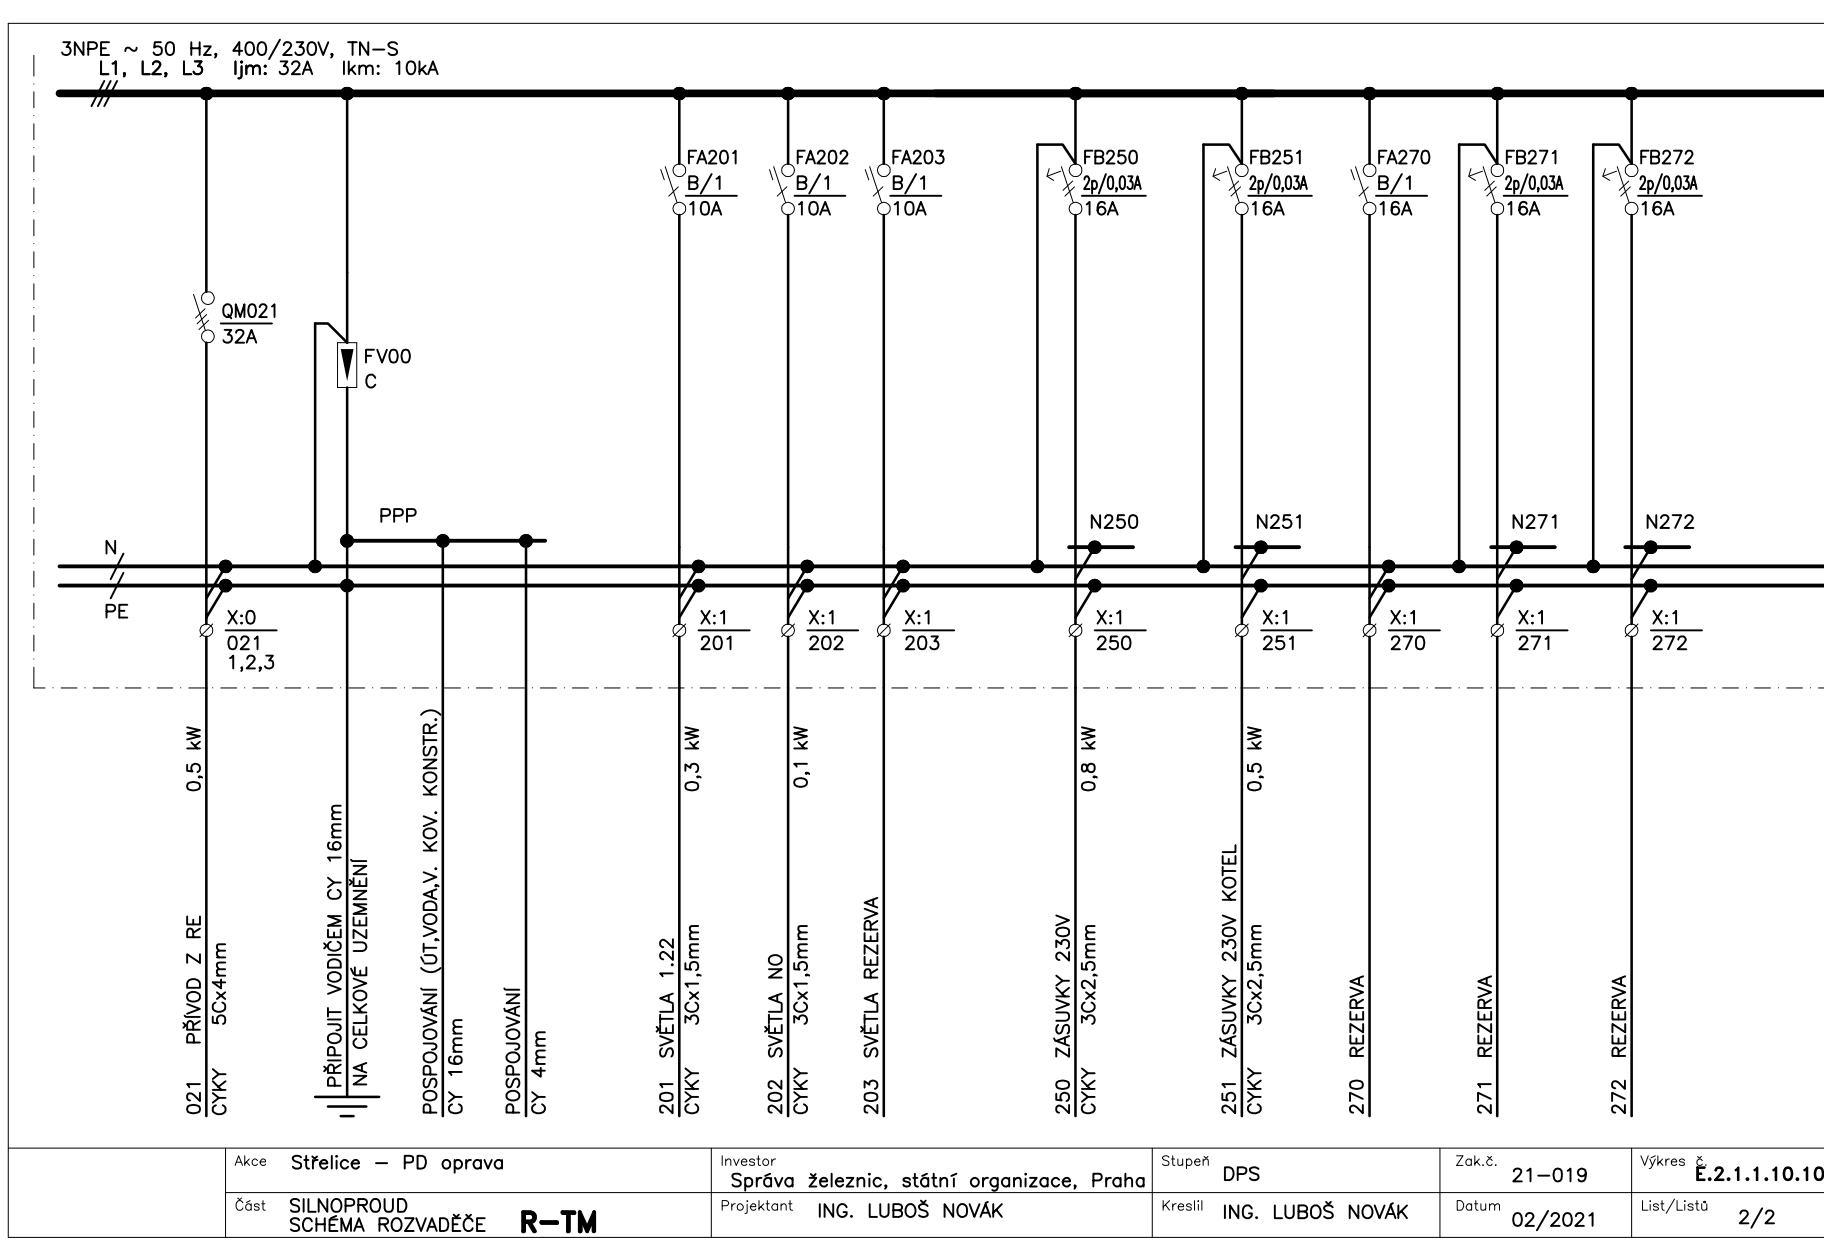 3NPE ~ 50 Hz, 400/230V, TN-S
L1, L2, L3 Ijm: 32A Ikm: 10kA
FA201
B/1
10A
FA202
B/1
10A
FA203
B/1
10A
FB250
2p/0,03A
16A
FB251
2p/0,03A
16A
FA270
B/1
16A
FB271
2p/0,03A
16A
FB272
2p/0,03A
16A
QM021
32A
FV00
C
PPP
N250
N251
N271
N272
N
PE
X:0
021
1,2,3
X:1
201
X:1
202
X:1
203
X:1
250
X:1
251
X:1
270
X:1
271
X:1
272
021 PŘÍVOD Z RE 0,5 kW
CYKY 5Cx4mm
PŘIPOJIT VODIČEM CY 16mm
NA CELKOVÉ UZEMNĚNÍ
POSPOJOVÁNÍ (ÚT,VODA,V. KOV. KONSTR.)
CY 16mm
POSPOJOVÁNÍ
CY 4mm
201 SVĚTLA 1.22
CYKY 3Cx1,5mm 0,3 kW
202 SVĚTLA NO
CYKY 3Cx1,5mm 0,1 kW
203 SVĚTLA REZERVA
250 ZÁSUVKY 230V
CYKY 3Cx2,5mm 0,8 kW
251 ZÁSUVKY 230V KOTEL
CYKY 3Cx2,5mm 0,5 kW
270 REZERVA
271 REZERVA
272 REZERVA
Akce Střelice - PD oprava
Část SILNOPROUD
SCHÉMA ROZVADĚČE R-TM
Investor
Správa železnic, státní organizace, Praha
Projektant ING. LUBOŠ NOVÁK
Stupeň DPS
Kreslil ING. LUBOŠ NOVÁK
Zak.č. 21-019
Datum 02/2021
Výkres č. E.2.1.1.10.10
List/Listů 2/2